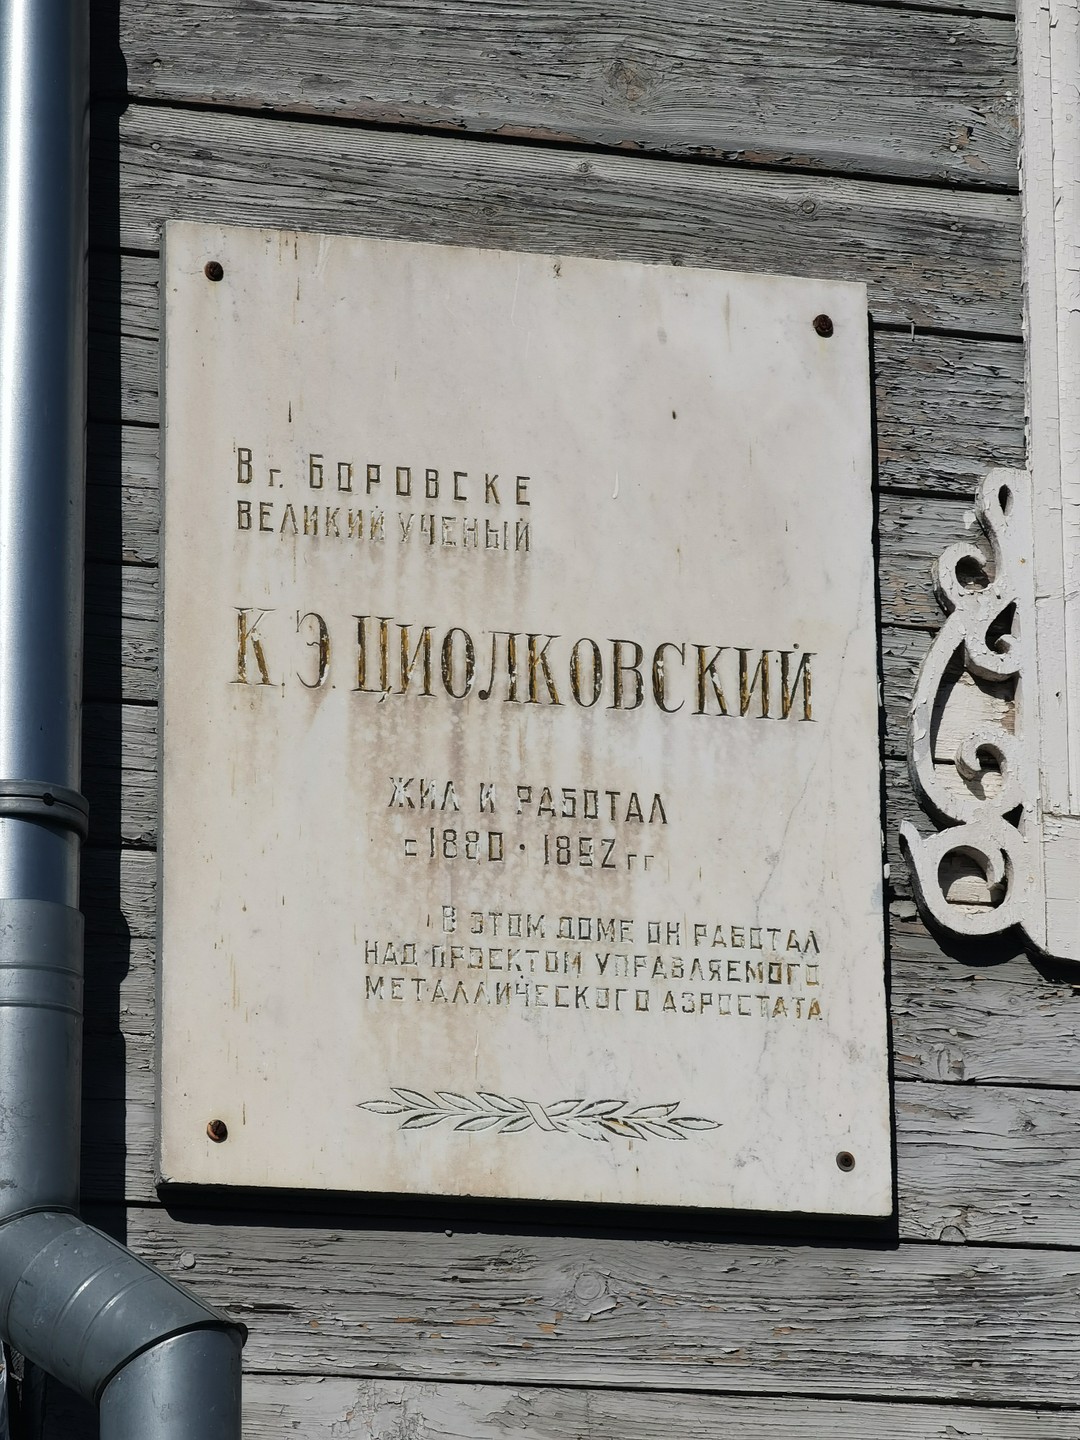 В г. БОРОВСКЕ
ВЕЛИКИЙ УЧЕНЫЙ
К.Э. ЦИОЛКОВСКИЙ
ЖИЛ И РАБОТАЛ
с 1880 · 1892 гг
В ЭТОМ ДОМЕ ОН РАБОТАЛ
НАД ПРОЕКТОМ УПРАВЛЯЕМОГО
МЕТАЛЛИЧЕСКОГО АЭРОСТАТА